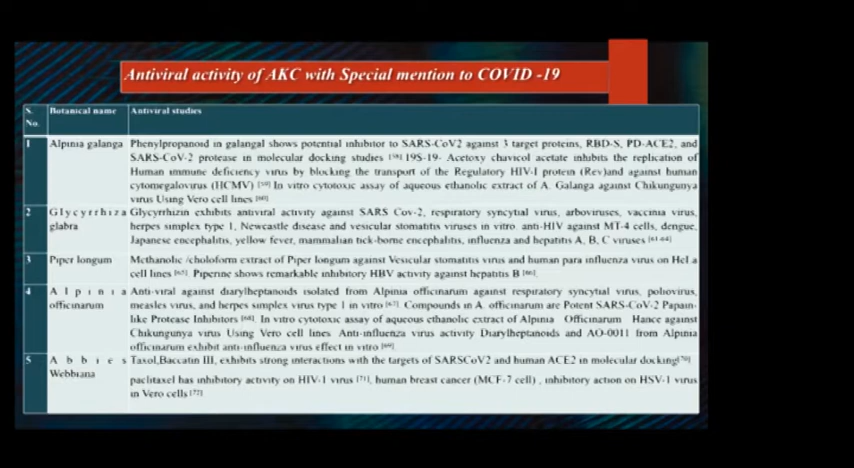 Antiviral activity of AKC with Special mention to COVID -19
S. No. Botanical name Antiviral studies
1 Alpinia galanga Phenylpropanoid in galangal shows potential inhibitor to SARS-CoV2 against 3 target proteins, RBD-S, PD-ACE2, and
SARS-CoV-2 protease in molecular docking studies [58] 19S-19- Acetoxy chavicol acetate inhibits the replication of
Human immune deficiency virus by blocking the transport of the Regulatory HIV-1 protein (Rev)and against human
cytomegalovirus (HCMV) [59] In vitro cytotoxic assay of aqueous ethanolic extract of A. Galanga against Chikungunya
virus Using Vero cell lines [60]
2 Glycyrrhiza Glycyrrhizin exhibits antiviral activity against SARS Cov-2, respiratory syncytial virus, arboviruses, vaccinia virus,
glabra herpes simplex type 1, Newcastle disease and vesicular stomatitis viruses in vitro. anti-HIV against MT-4 cells, dengue,
Japanese encephalitis, yellow fever, mammalian tick-borne encephalitis, influenza and hepatitis A, B, C viruses [61-64]
3 Piper longum Methanolic /choloform extract of Piper longum against Vesicular stomatitis virus and human para influenza virus on HeLa
cell lines [65]. Piperine shows remarkable inhibitory HBV activity against hepatitis B [66].
4 Alpinia Anti-viral against diarylheptanoids isolated from Alpinia officinarum against respiratory syncytial virus, poliovirus,
officinarum measles virus, and herpes simplex virus type 1 in vitro [67]. Compounds in A. officinarum are Potent SARS-CoV-2 Papain-
like Protease Inhibitors [68]. In vitro cytotoxic assay of aqueous ethanolic extract of Alpinia Officinarum Hance against
Chikungunya virus Using Vero cell lines Anti-influenza virus activity Diarylheptanoids and AO-0011 from Alpinia
officinarum exhibit anti-influenza virus effect in vitro [69]
5 Abbies Taxol,Baccatin III, exhibits strong interactions with the targets of SARSCoV2 and human ACE2 in molecular docking[70]
Webbiana paclitaxel has inhibitory activity on HIV-1 virus [71], human breast cancer (MCF-7 cell) , inhibitory action on HSV-1 virus
in Vero cells